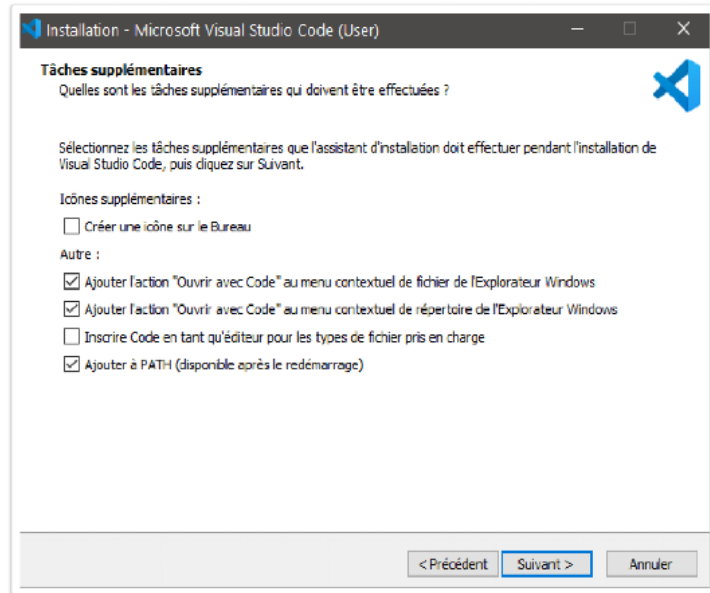 Installation - Microsoft Visual Studio Code (User)
Tâches supplémentaires
Quelles sont les tâches supplémentaires qui doivent être effectuées ?
Sélectionnez les tâches supplémentaires que l'assistant d'installation doit effectuer pendant l'installation de
Visual Studio Code, puis cliquez sur Suivant.
Icônes supplémentaires :
Créer une icône sur le Bureau
Autre :
Ajouter l'action "Ouvrir avec Code" au menu contextuel de fichier de l'Explorateur Windows
Ajouter l'action "Ouvrir avec Code" au menu contextuel de répertoire de l'Explorateur Windows
Inscrire Code en tant qu'éditeur pour les types de fichier pris en charge
Ajouter à PATH (disponible après le redémarrage)
< Précédent Suivant > Annuler